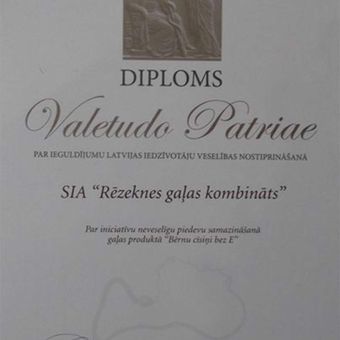 DIPLOMS
Valetudo Patriae
PAR IEGULDĪJUMU LATVIJAS IEDZĪVOTĀJU VESELĪBAS NOSTIPRINĀŠANĀ
SIA "Rēzeknes gaļas kombināts"
Par iniciatīvu neveselīgu piedevu samazināšanā
gaļas produktā "Bērnu cīsiņi bez E"